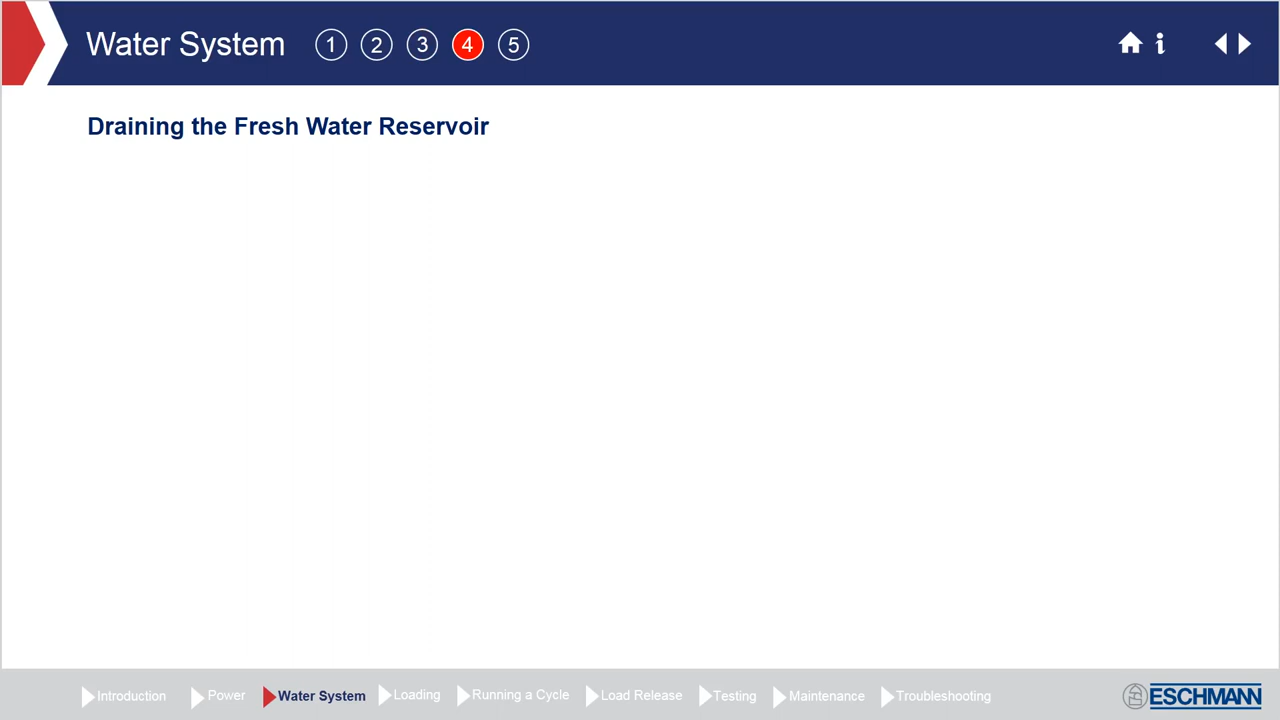 Water System 1 2 3 4 5
Draining the Fresh Water Reservoir
Introduction Power Water System Loading Running a Cycle Load Release Testing Maintenance Troubleshooting ESCHMANN